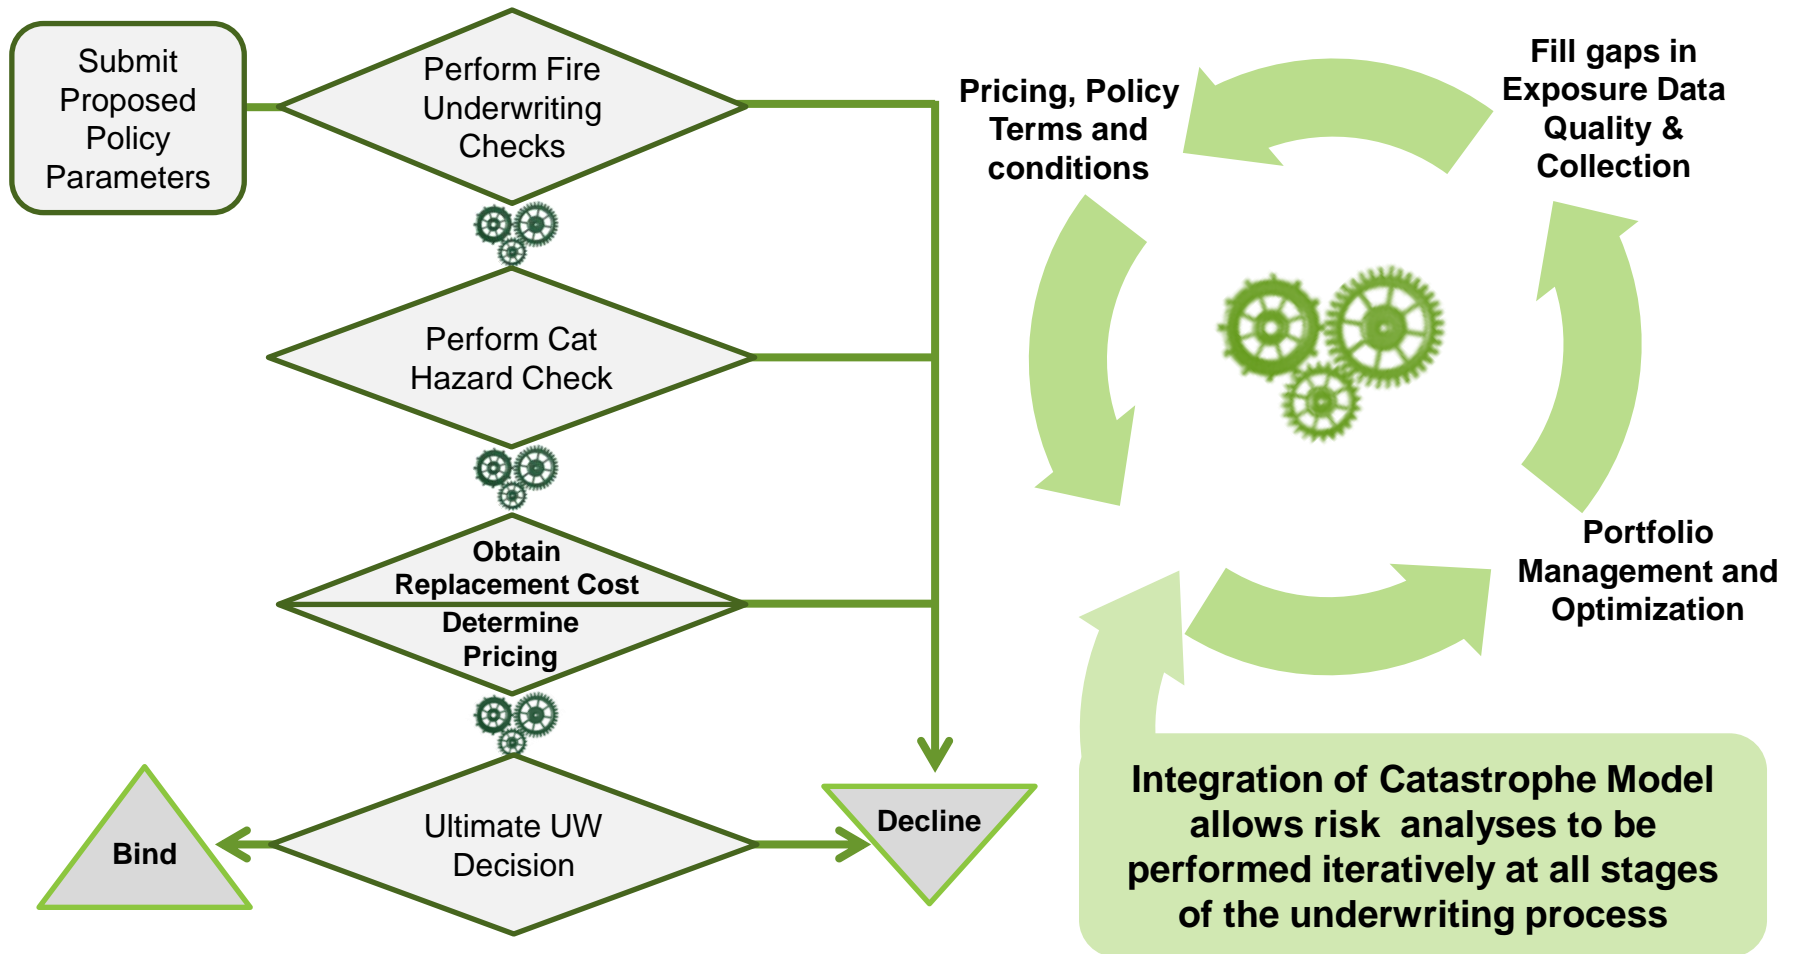 Submit
Proposed
Policy
Parameters
Perform Fire
Underwriting
Checks
Perform Cat
Hazard Check
Obtain
Replacement Cost
Determine
Pricing
Ultimate UW
Decision
Bind
Decline
Pricing, Policy
Terms and
conditions
Fill gaps in
Exposure Data
Quality &
Collection
Portfolio
Management and
Optimization
Integration of Catastrophe Model
allows risk analyses to be
performed iteratively at all stages
of the underwriting process